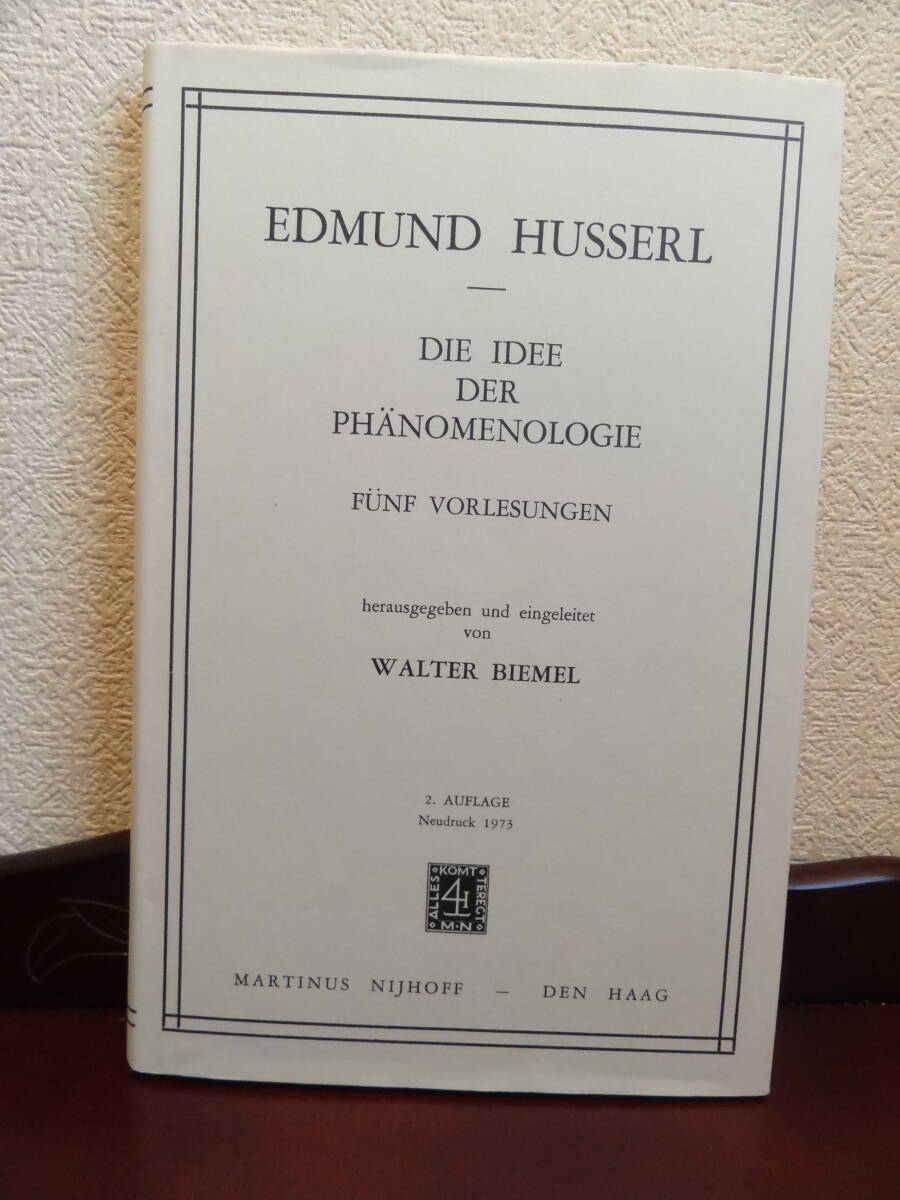 EDMUND HUSSERL
DIE IDEE
DER
PHÄNOMENOLOGIE
FÜNF VORLESUNGEN
herausgegeben und eingeleitet
von
WALTER BIEMEL
2. AUFLAGE
Neudruck 1973
ALLES KOMT TEREGT
M·N
MARTINUS NIJHOFF — DEN HAAG